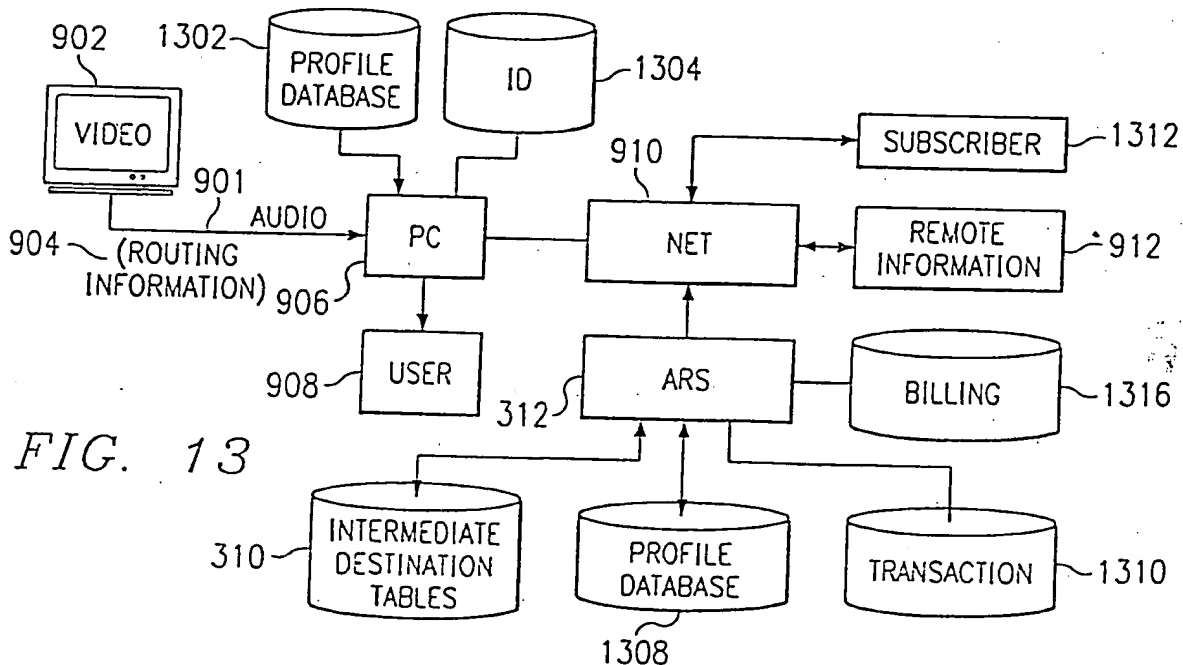 1302
902
PROFILE
DATABASE
ID
1304
VIDEO
901
AUDIO
904
(ROUTING
INFORMATION)
PC
906
910
NET
SUBSCRIBER
1312
REMOTE
INFORMATION
912
USER
908
ARS
312
BILLING
1316
FIG. 13
INTERMEDIATE
DESTINATION
TABLES
310
PROFILE
DATABASE
1308
TRANSACTION
1310